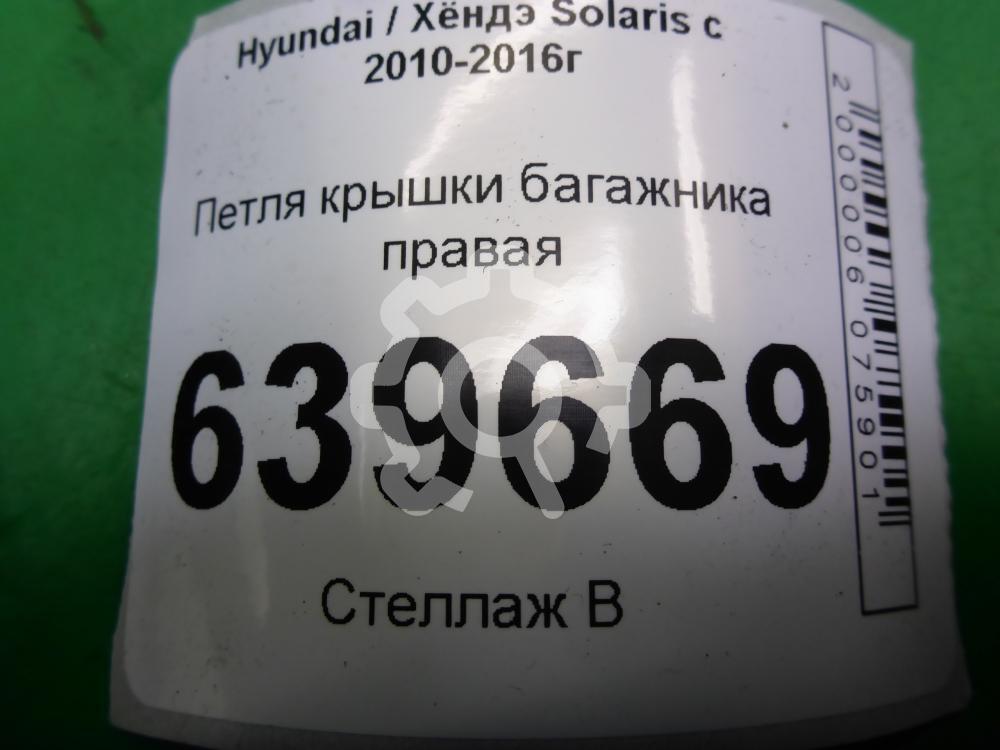 Hyundai / Хёндэ Solaris с
2010-2016г
Петля крышки багажника
правая
639669
Стеллаж В
2000006075901